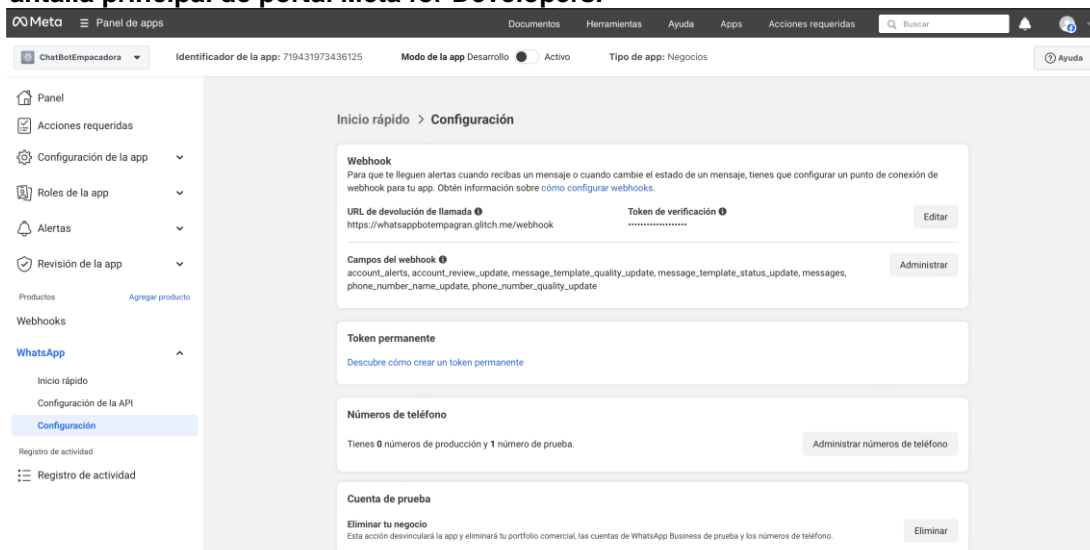 antalla principal de portal Meta for Developers.
Meta
Panel de apps
Documentos
Herramientas
Ayuda
Apps
Acciones requeridas
Buscar
ChatBotEmpacadora
Identificador de la app: 719431973436125
Modo de la app Desarrollo
Activo
Tipo de app: Negocios
Ayuda
Panel
Acciones requeridas
Configuración de la app
Roles de la app
Alertas
Revisión de la app
Productos
Agregar producto
Webhooks
WhatsApp
Inicio rápido
Configuración de la API
Configuración
Registro de actividad
Registro de actividad
Inicio rápido > Configuración
Webhook
Para que te lleguen alertas cuando recibas un mensaje o cuando cambie el estado de un mensaje, tienes que configurar un punto de conexión de
webhook para tu app. Obtén información sobre cómo configurar webhooks.
URL de devolución de llamada
https://whatsappbotempagran.glitch.me/webhook
Token de verificación
••••••••••••••••••
Editar
Campos del webhook
account_alerts, account_review_update, message_template_quality_update, message_template_status_update, messages,
phone_number_name_update, phone_number_quality_update
Administrar
Token permanente
Descubre cómo crear un token permanente
Números de teléfono
Tienes 0 números de producción y 1 número de prueba.
Administrar números de teléfono
Cuenta de prueba
Eliminar tu negocio
Esta acción desvinculará la app y eliminará tu portfolio comercial, las cuentas de WhatsApp Business de prueba y los números de teléfono.
Eliminar